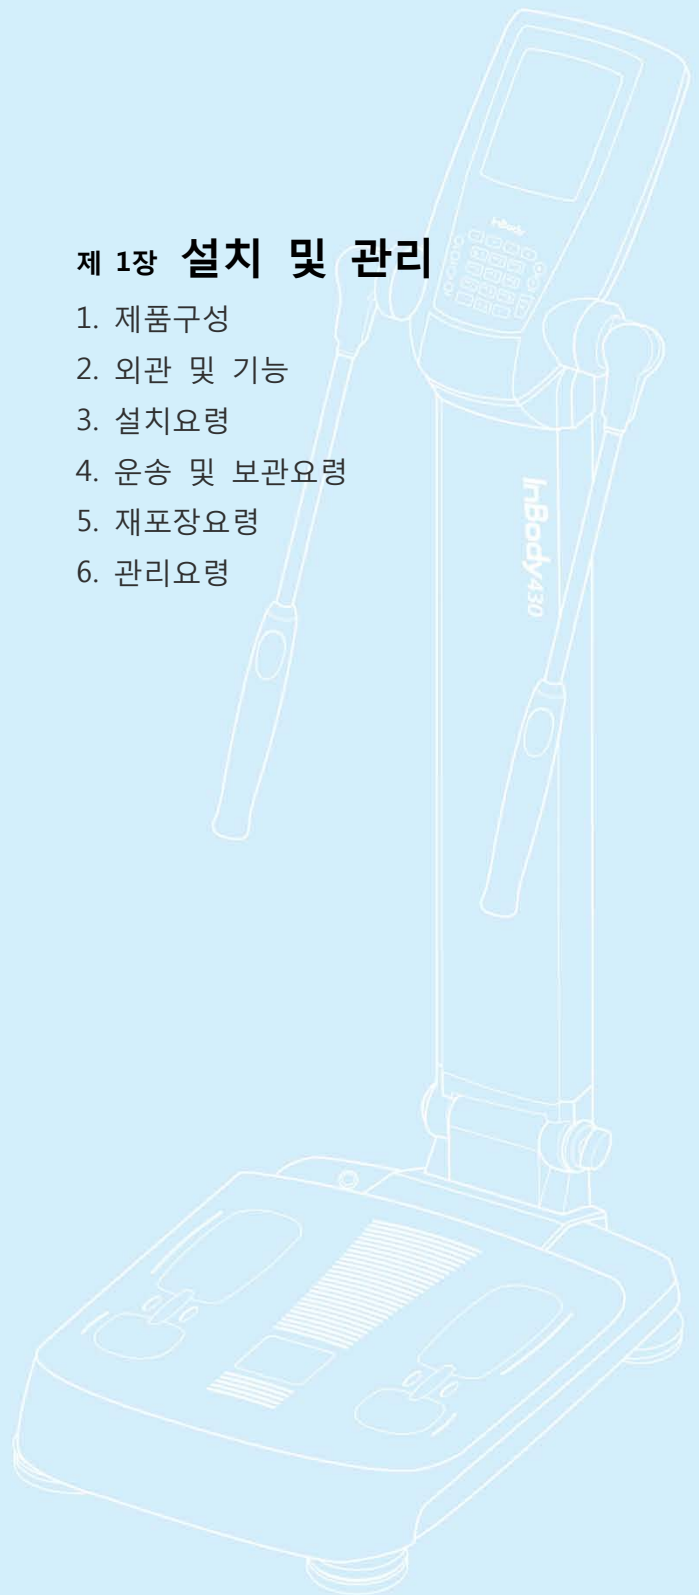 제 1장 설치 및 관리
1. 제품구성
2. 외관 및 기능
3. 설치요령
4. 운송 및 보관요령
5. 재포장요령
6. 관리요령
InBody
InBody430